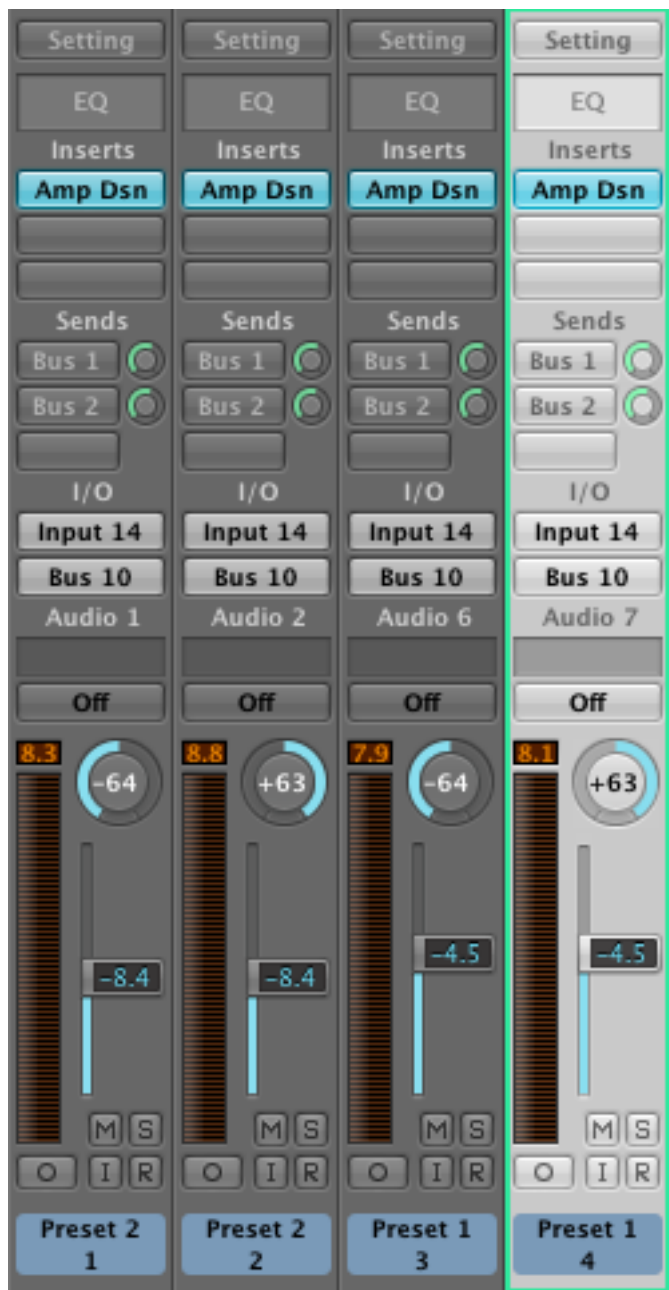 Setting Setting Setting Setting
EQ EQ EQ EQ
Inserts Inserts Inserts Inserts
Amp Dsn Amp Dsn Amp Dsn Amp Dsn
Sends Sends Sends Sends
Bus 1 Bus 1 Bus 1 Bus 1
Bus 2 Bus 2 Bus 2 Bus 2
I/O I/O I/O I/O
Input 14 Input 14 Input 14 Input 14
Bus 10 Bus 10 Bus 10 Bus 10
Audio 1 Audio 2 Audio 6 Audio 7
Off Off Off Off
8.3 8.8 7.9 8.1
-64 +63 -64 +63
-4.5 -4.5
-8.4 -8.4
M S M S M S M S
O I R O I R O I R O I R
Preset 2 Preset 2 Preset 1 Preset 1
1 2 3 4